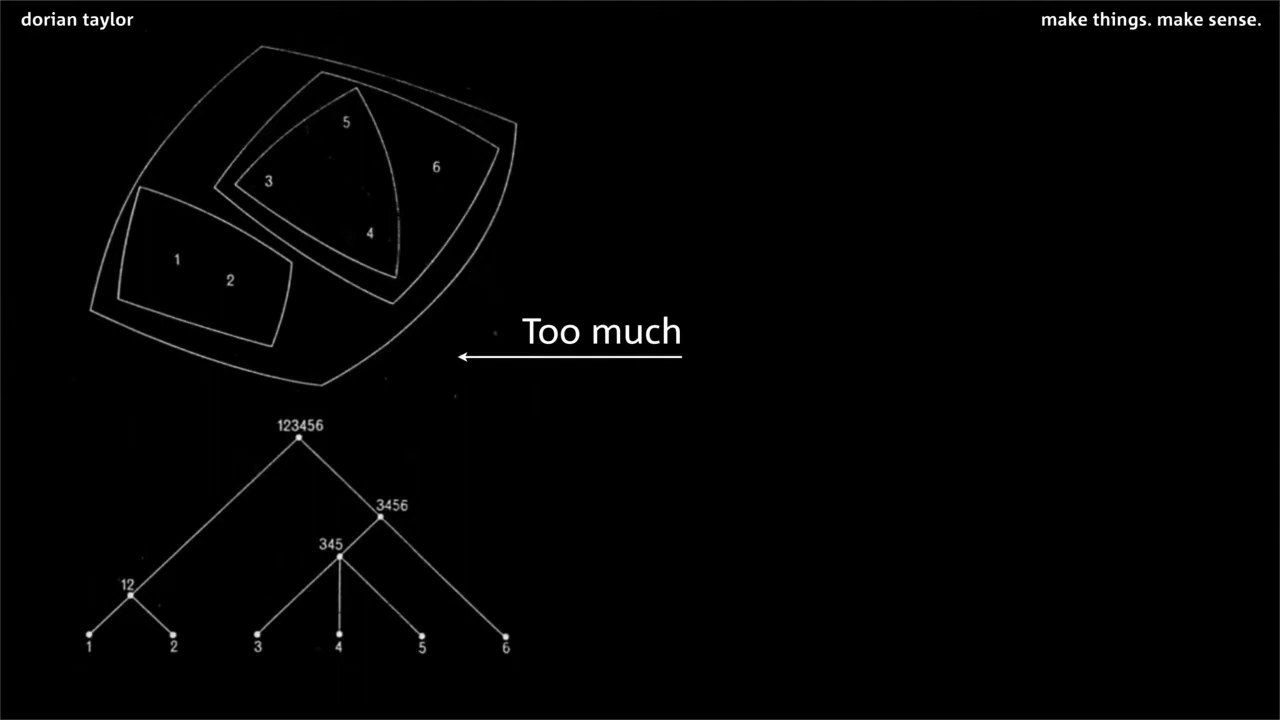 dorian taylor
make things. make sense.
5
6
3
4
1
2
Too much
123456
3456
345
12
1 2 3 4 5 6